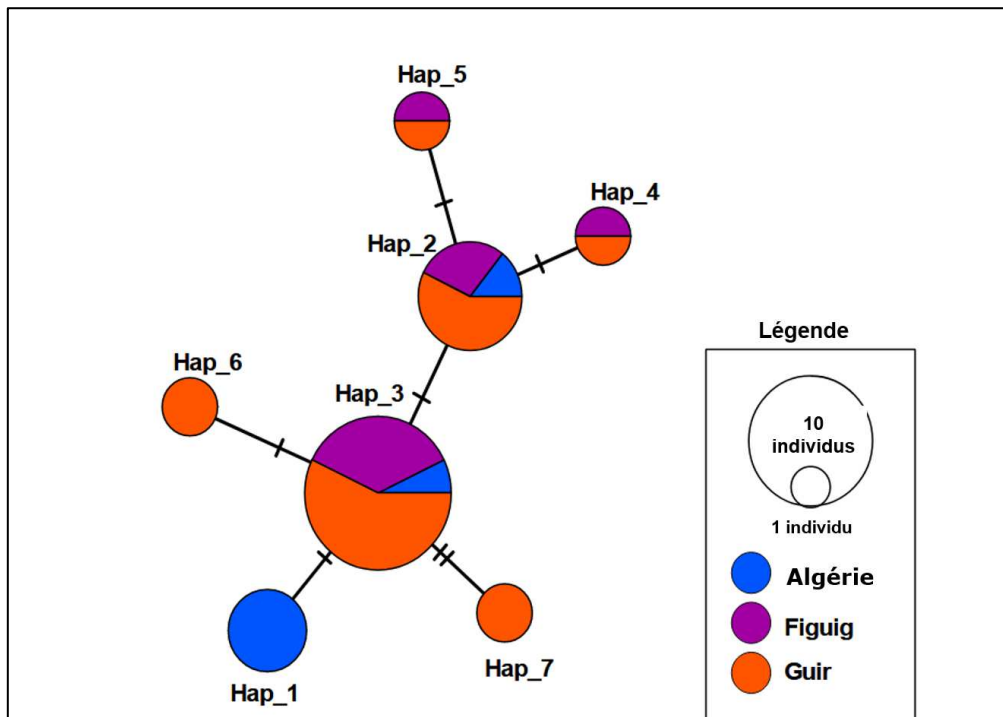 Hap_5
Hap_4
Hap_2
Hap_6
Hap_3
Hap_1
Hap_7
Légende
10
individus
1 individu
Algérie
Figuig
Guir